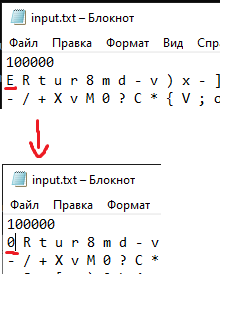 input.txt – Блокнот
Файл Правка Формат Вид Спра
100000
E R t u r 8 m d - v ) x - ]
- / + X v M 0 ? C * { V ; c
input.txt – Блокнот
Файл Правка Формат
100000
0 R t u r 8 m d - v
- / + X v M 0 ? C *